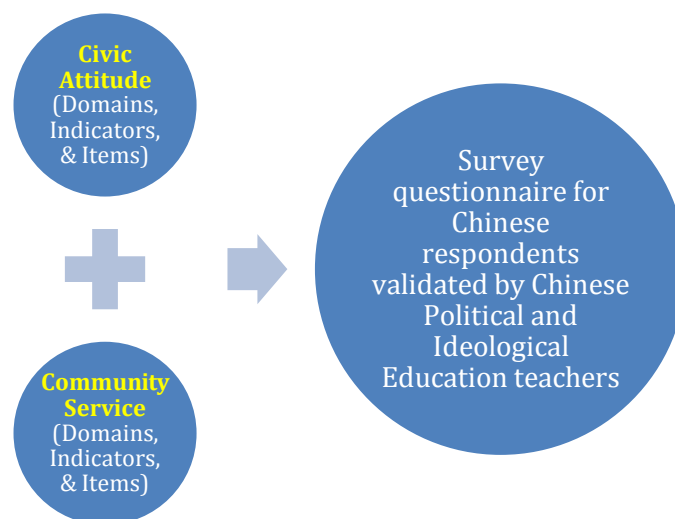 Civic
Attitude
(Domains,
Indicators,
& Items)
Community
Service
(Domains,
Indicators,
& Items)
Survey
questionnaire for
Chinese
respondents
validated by Chinese
Political and
Ideological
Education teachers